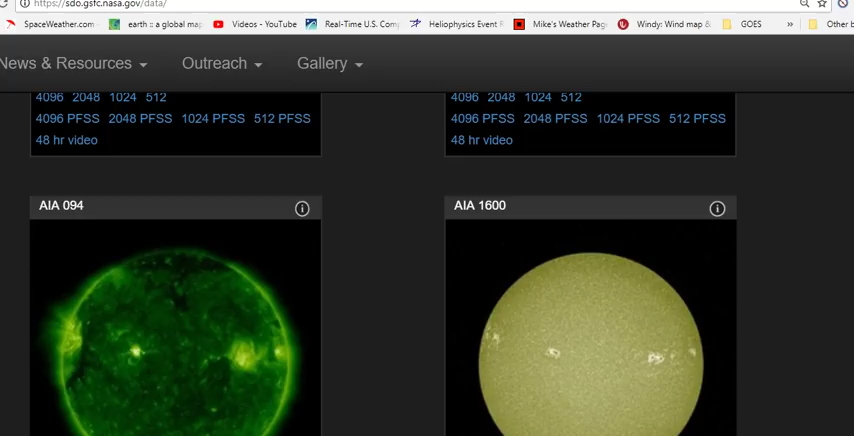 https://sdo.gsfc.nasa.gov/data/
SpaceWeather.com earth :: a global map Videos - YouTube Real-Time U.S. Com Heliophysics Event R Mike's Weather Pag Windy: Wind map & GOES » Other b
News & Resources Outreach Gallery
4096 2048 1024 512
4096 PFSS 2048 PFSS 1024 PFSS 512 PFSS
48 hr video
4096 2048 1024 512
4096 PFSS 2048 PFSS 1024 PFSS 512 PFSS
48 hr video
AIA 094
AIA 1600